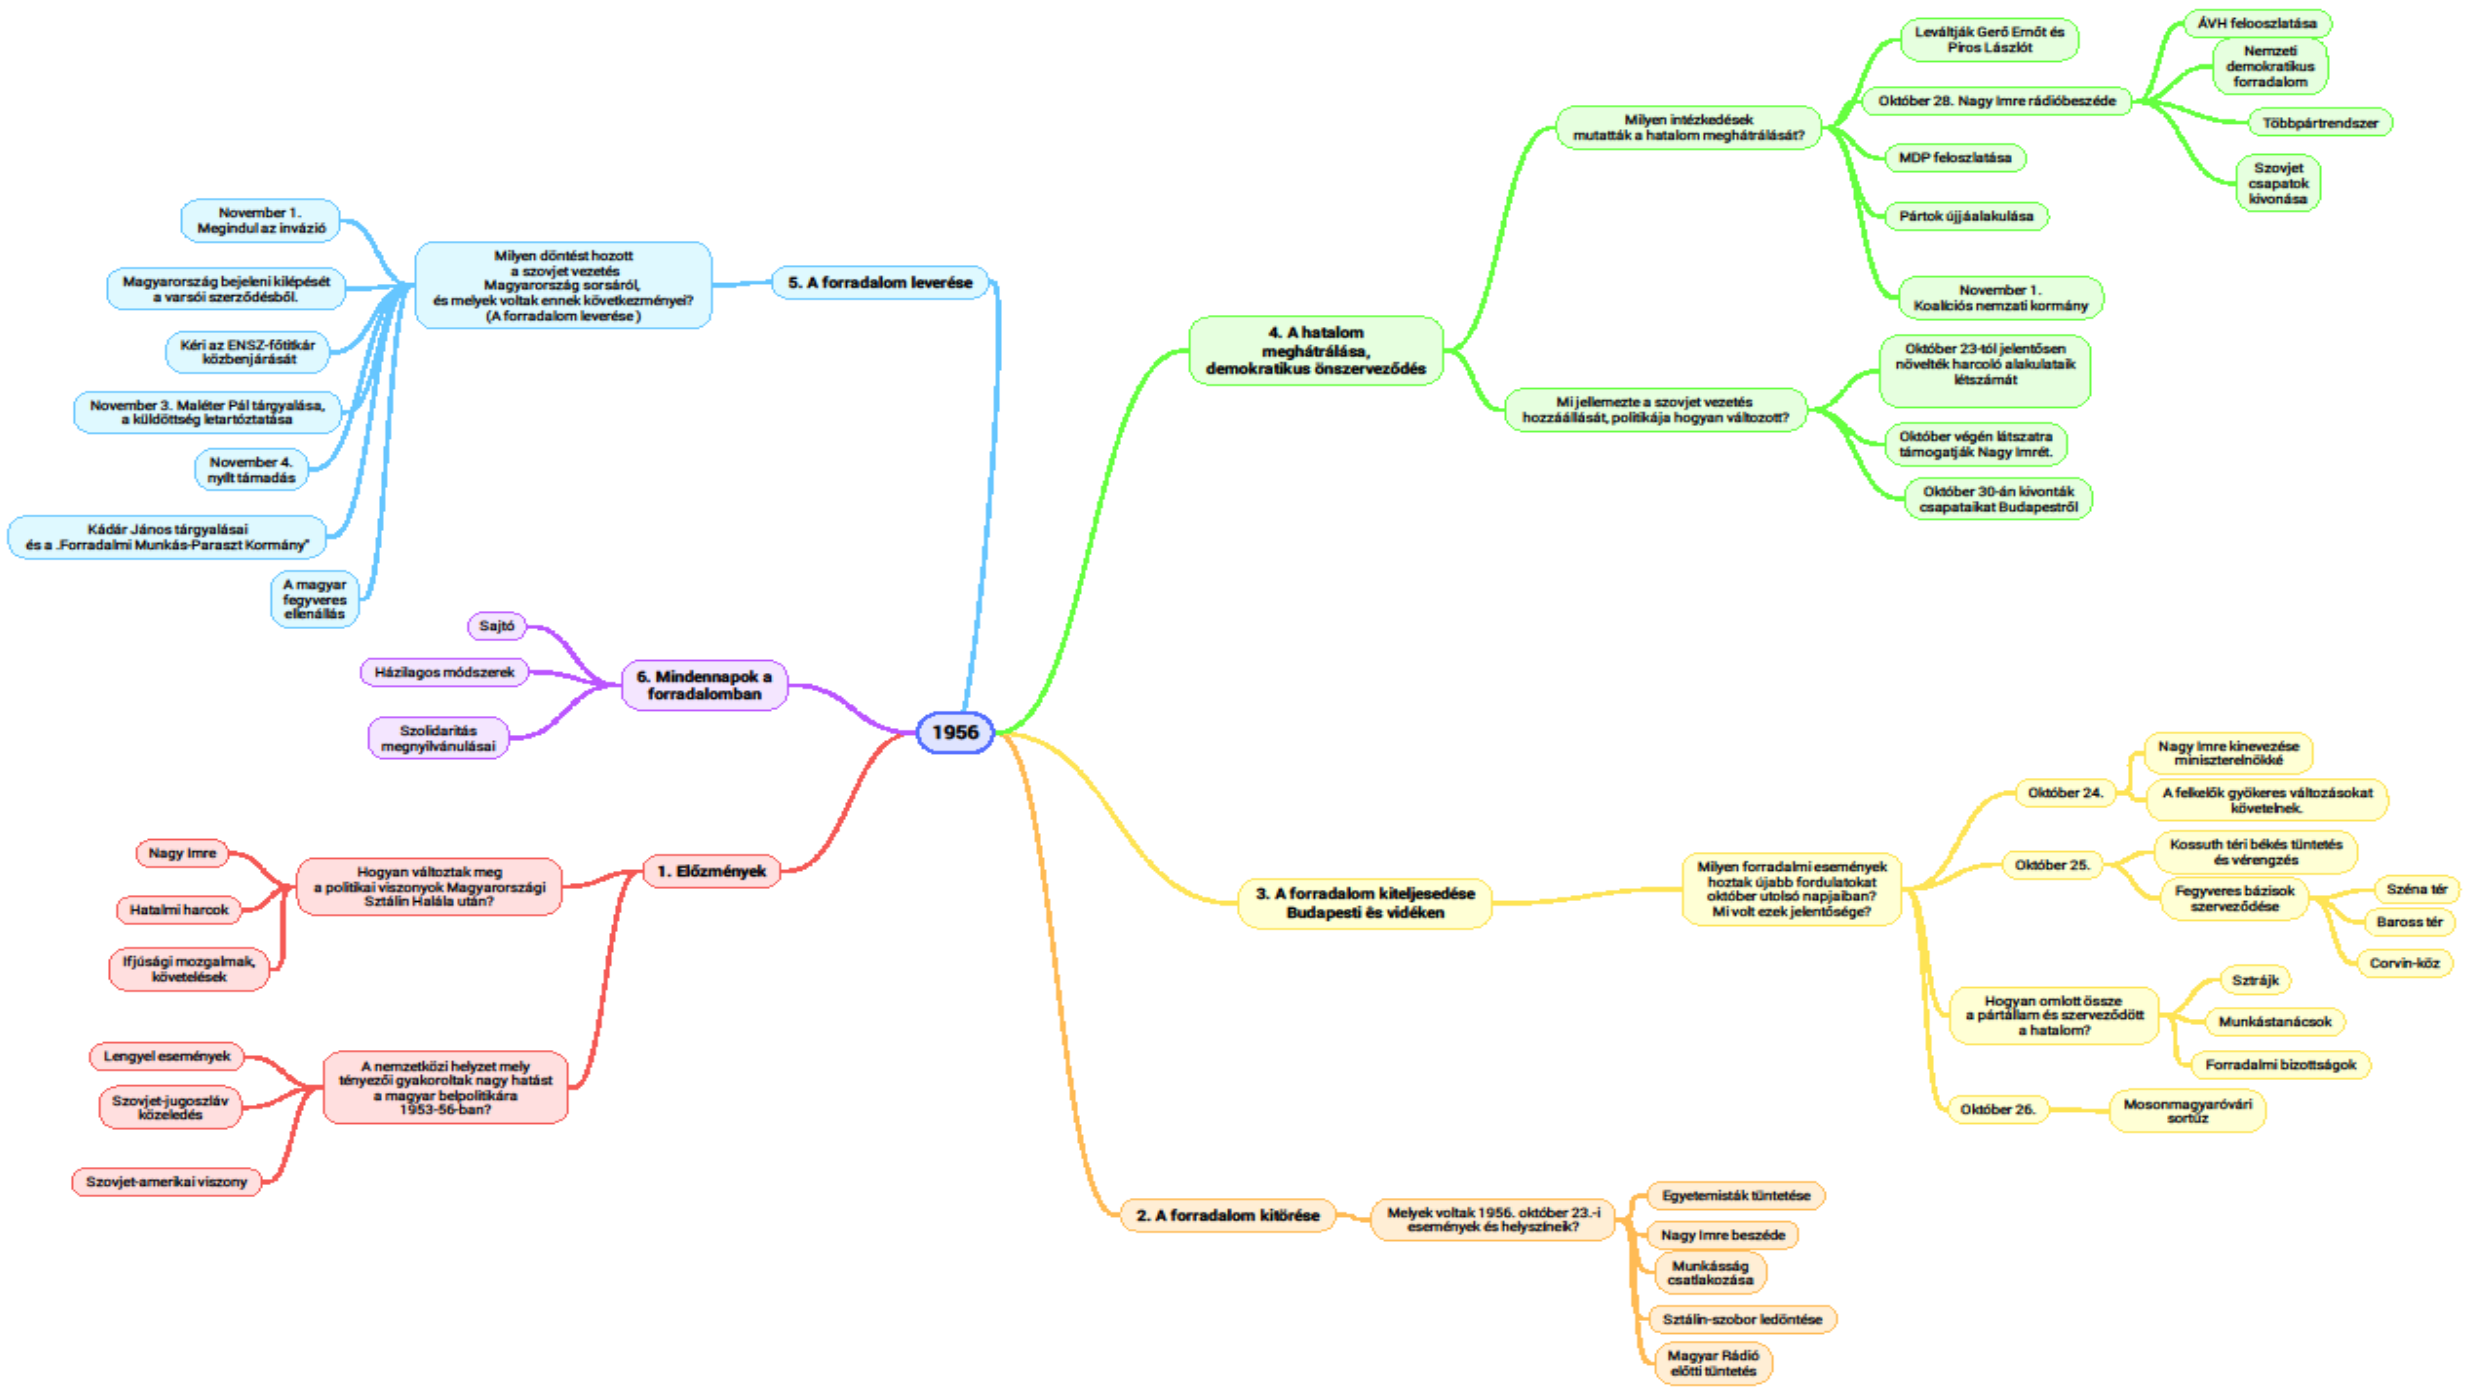 1956
1. Előzmények
Hogyan változtak meg
a politikai viszonyok Magyarországi
Sztálin Halála után?
Nagy Imre
Hatalmi harcok
Ifjúsági mozgalmak,
követelések
A nemzetközi helyzet mely
tényezői gyakoroltak nagy hatást
a magyar belpolitikára
1953-56-ban?
Lengyel események
Szovjet-jugoszláv
közeledés
Szovjet-amerikai viszony
2. A forradalom kitörése
Melyek voltak 1956. október 23.-i
események és helyszíneik?
Egyetemisták tüntetése
Nagy Imre beszéde
Munkásság
csatlakozása
Sztálin-szobor ledöntése
Magyar Rádió
előtti tüntetés
3. A forradalom kiteljesedése
Budapesti és vidéken
Milyen forradalmi események
hoztak újabb fordulatokat
október utolsó napjaiban?
Mi volt ezek jelentősége?
Október 24.
Nagy Imre kinevezése
miniszterelnökké
A felkelők gyökeres változásokat
követelnek.
Október 25.
Kossuth téri békés tüntetés
és vérengzés
Fegyveres bázisok
szerveződése
Széna tér
Baross tér
Corvin-köz
Hogyan omlott össze
a pártállam és szerveződött
a hatalom?
Sztrájk
Munkástanácsok
Forradalmi bizottságok
Október 26.
Mosonmagyaróvári
sortűz
4. A hatalom
meghátrálása,
demokratikus önszerveződés
Milyen intézkedések
mutatták a hatalom meghátrálását?
Leváltják Gerő Ernőt és
Piros Lászlót
Október 28. Nagy Imre rádióbeszéde
ÁVH felooszlatása
Nemzeti
demokratikus
forradalom
Többpártrendszer
Szovjet
csapatok
kivonása
MDP feloszlatása
Pártok újjáalakulása
November 1.
Koalíciós nemzati kormány
Mi jellemezte a szovjet vezetés
hozzáállását, politikája hogyan változott?
Október 23-tól jelentősen
növelték harcoló alakulataik
létszámát
Október végén látszatra
támogatják Nagy Imrét.
Október 30-án kivonták
csapataikat Budapestről
5. A forradalom leverése
Milyen döntést hozott
a szovjet vezetés
Magyarország sorsáról,
és melyek voltak ennek következményei?
(A forradalom leverése )
November 1.
Megindul az invázió
Magyarország bejeleni kilépését
a varsói szerződésből.
Kéri az ENSZ-főtitkár
közbenjárását
November 3. Maléter Pál tárgyalása,
a küldöttség letartóztatása
November 4.
nyílt támadás
Kádár János tárgyalásai
és a „Forradalmi Munkás-Paraszt Kormány"
A magyar
fegyveres
ellenállás
6. Mindennapok a
forradalomban
Sajtó
Házilagos módszerek
Szolidaritás
megnyilvánulásai